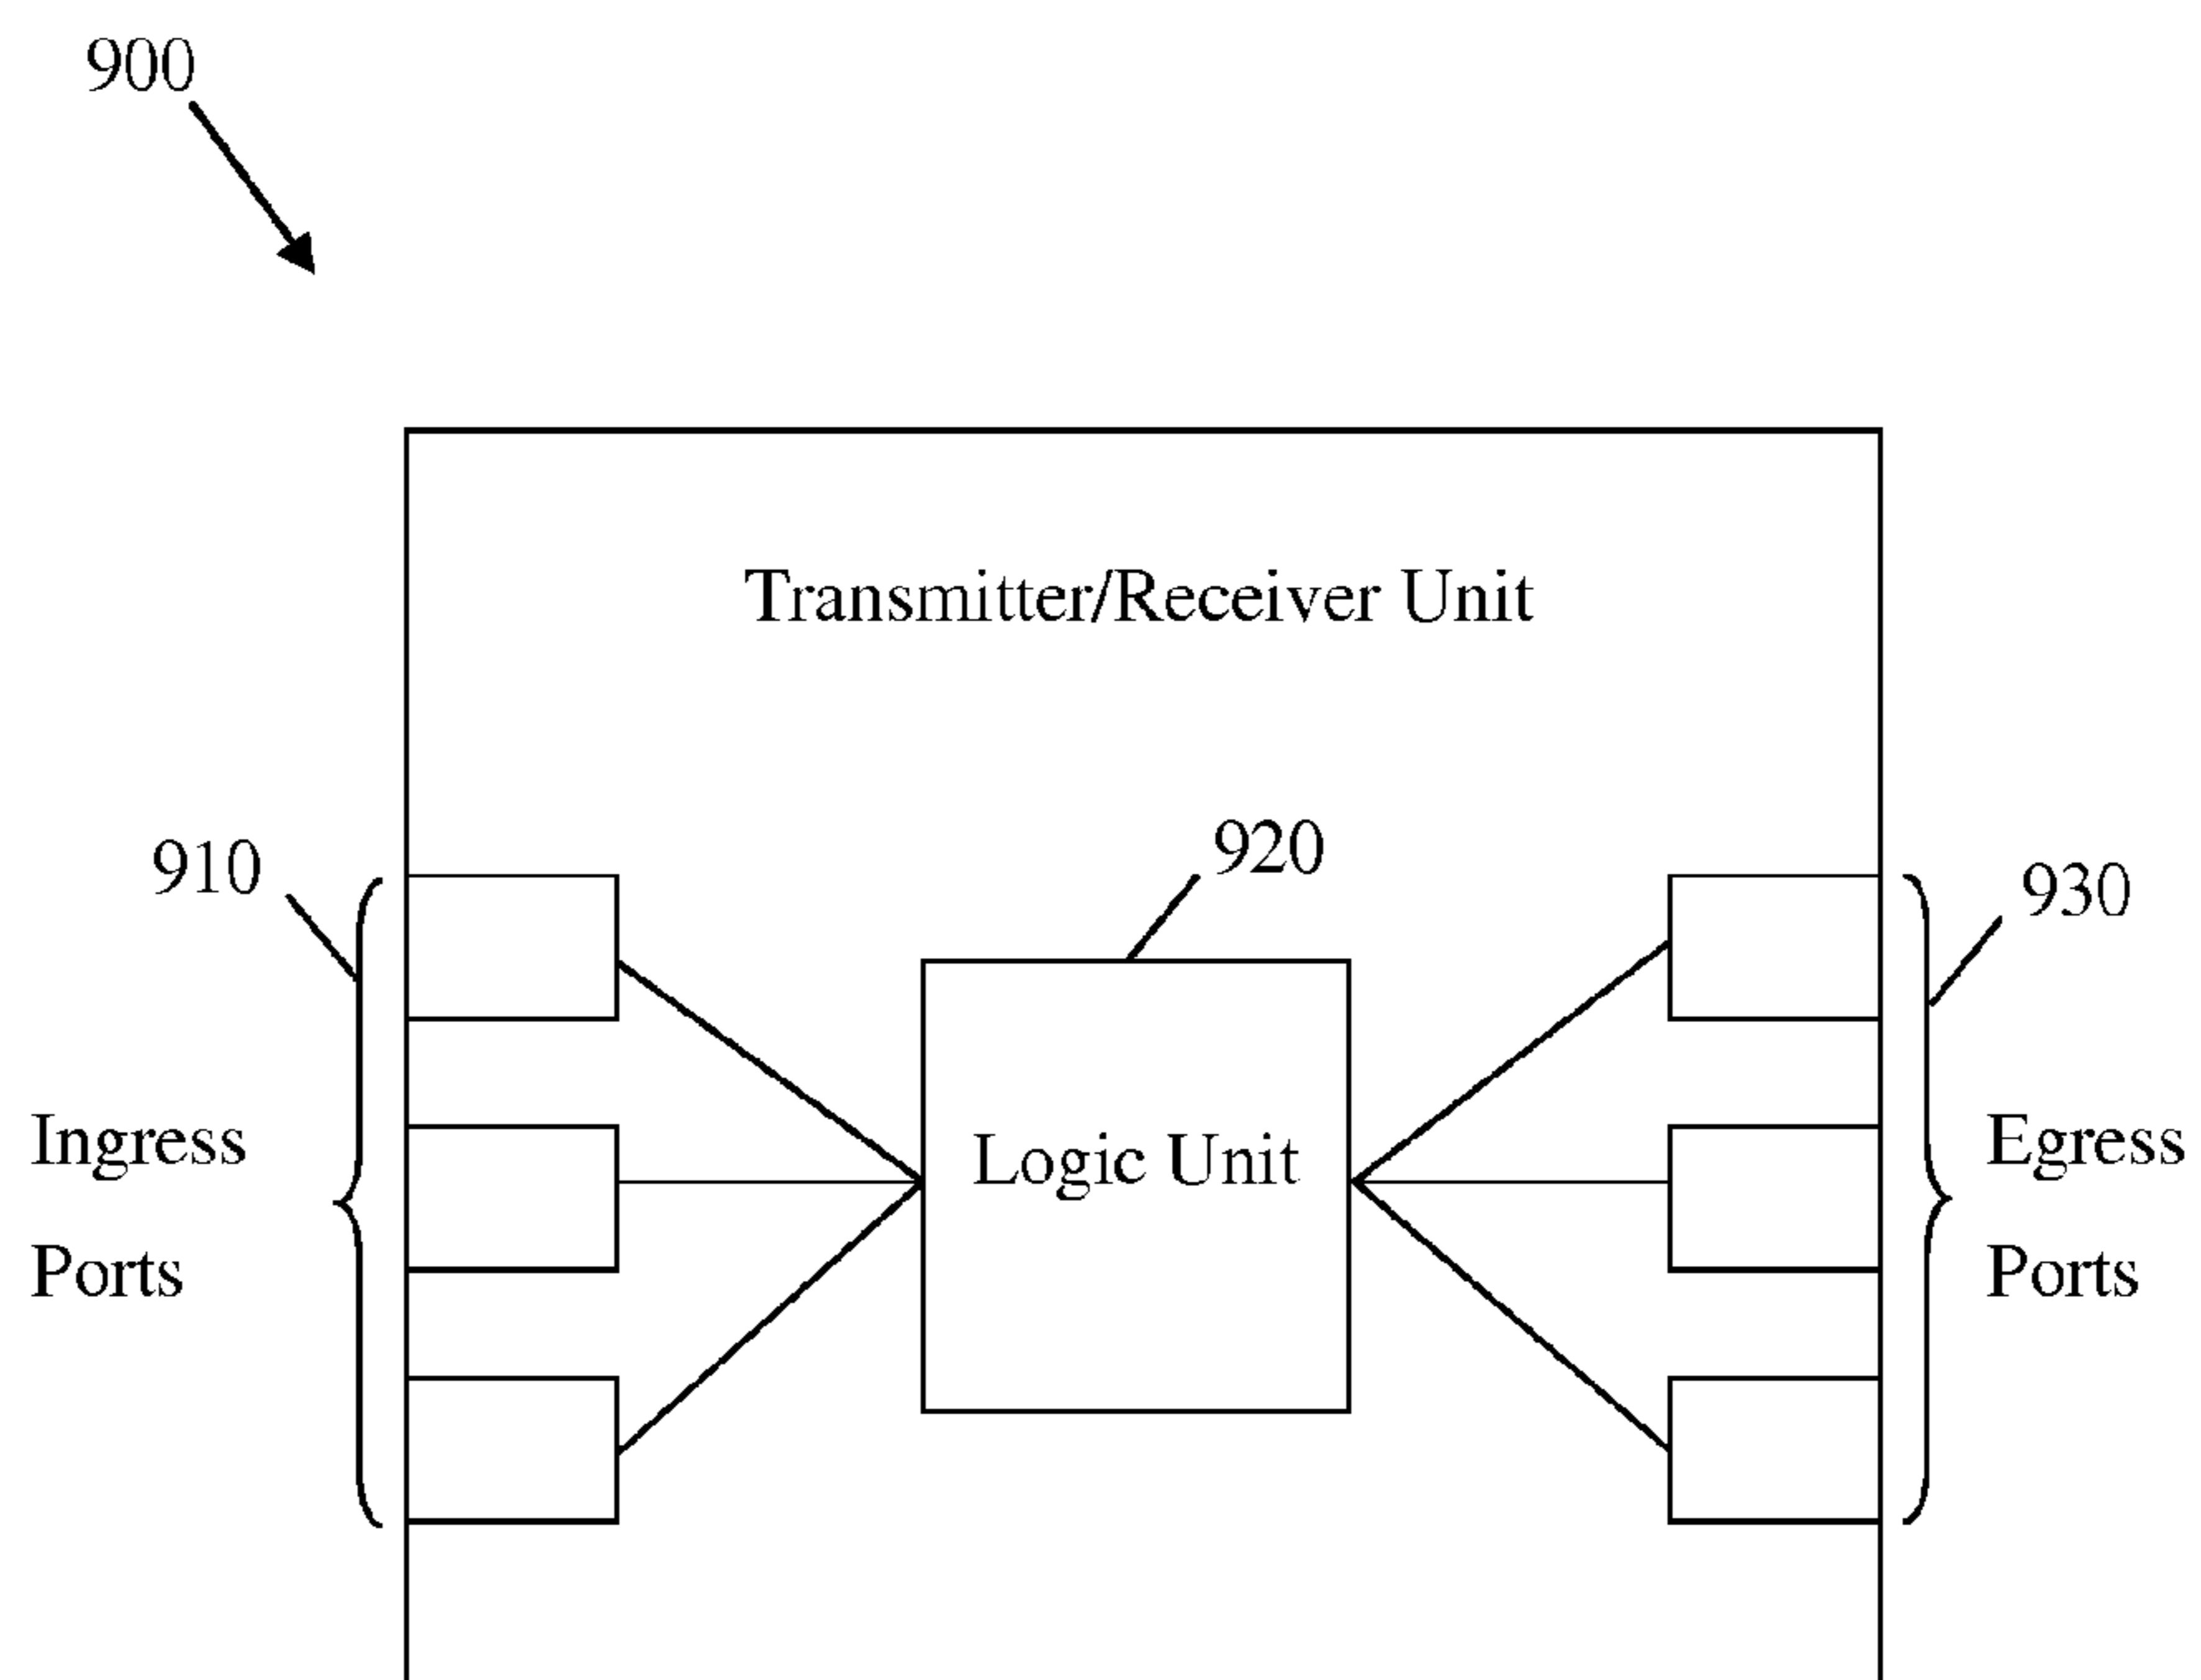 900
Transmitter/Receiver Unit
910
920
930
Ingress
Ports
Logic Unit
Egress
Ports